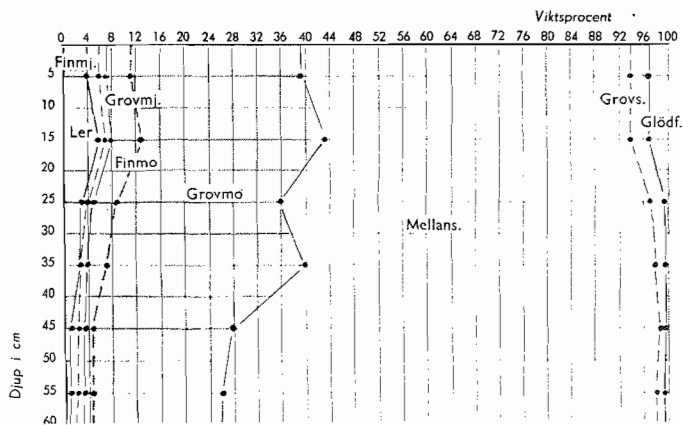 Viktsprocent
0 4 8 12 16 20 24 28 32 36 40 44 48 52 56 60 64 68 72 76 80 84 88 92 96 100
Finmj.
5
Grovmj.
Grovs.
10
Glödf.
Ler
15
Finmo
20
Grovmo
25
Mellans.
30
35
40
45
50
55
60
Djup i cm